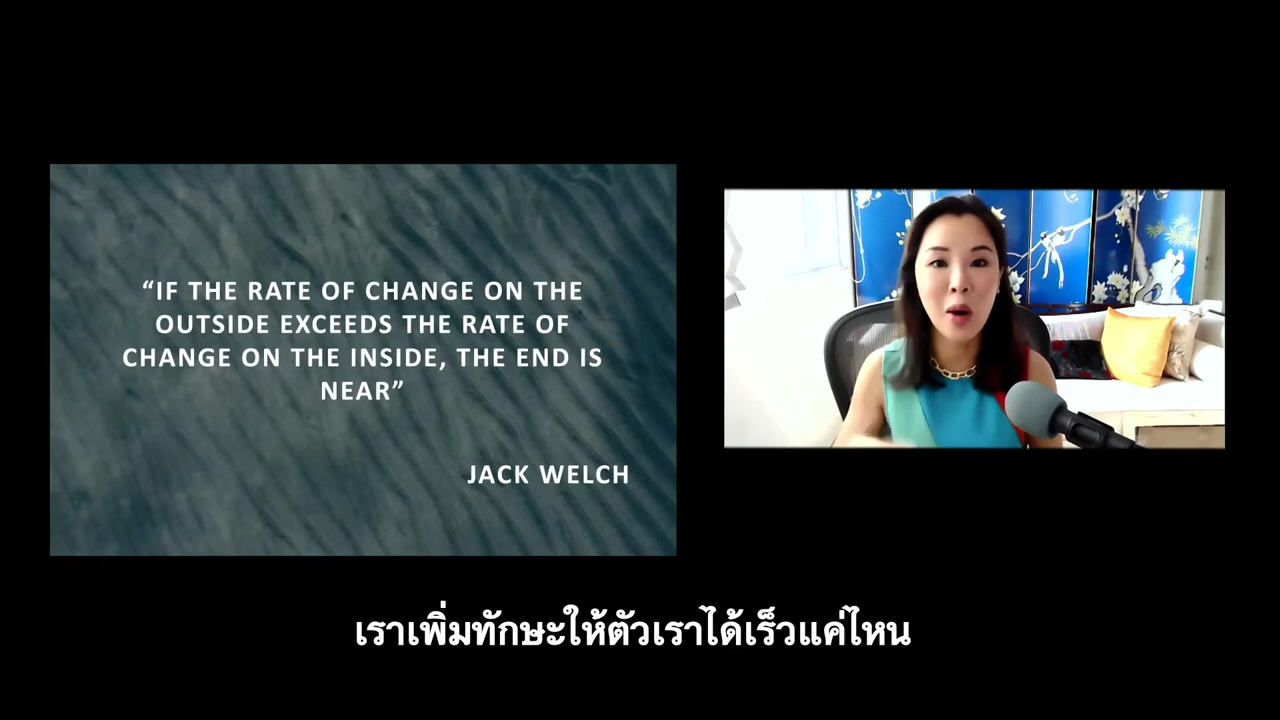 “IF THE RATE OF CHANGE ON THE
OUTSIDE EXCEEDS THE RATE OF
CHANGE ON THE INSIDE, THE END IS
NEAR”
JACK WELCH
เราเพิ่มทักษะให้ตัวเราได้เร็วแค่ไหน